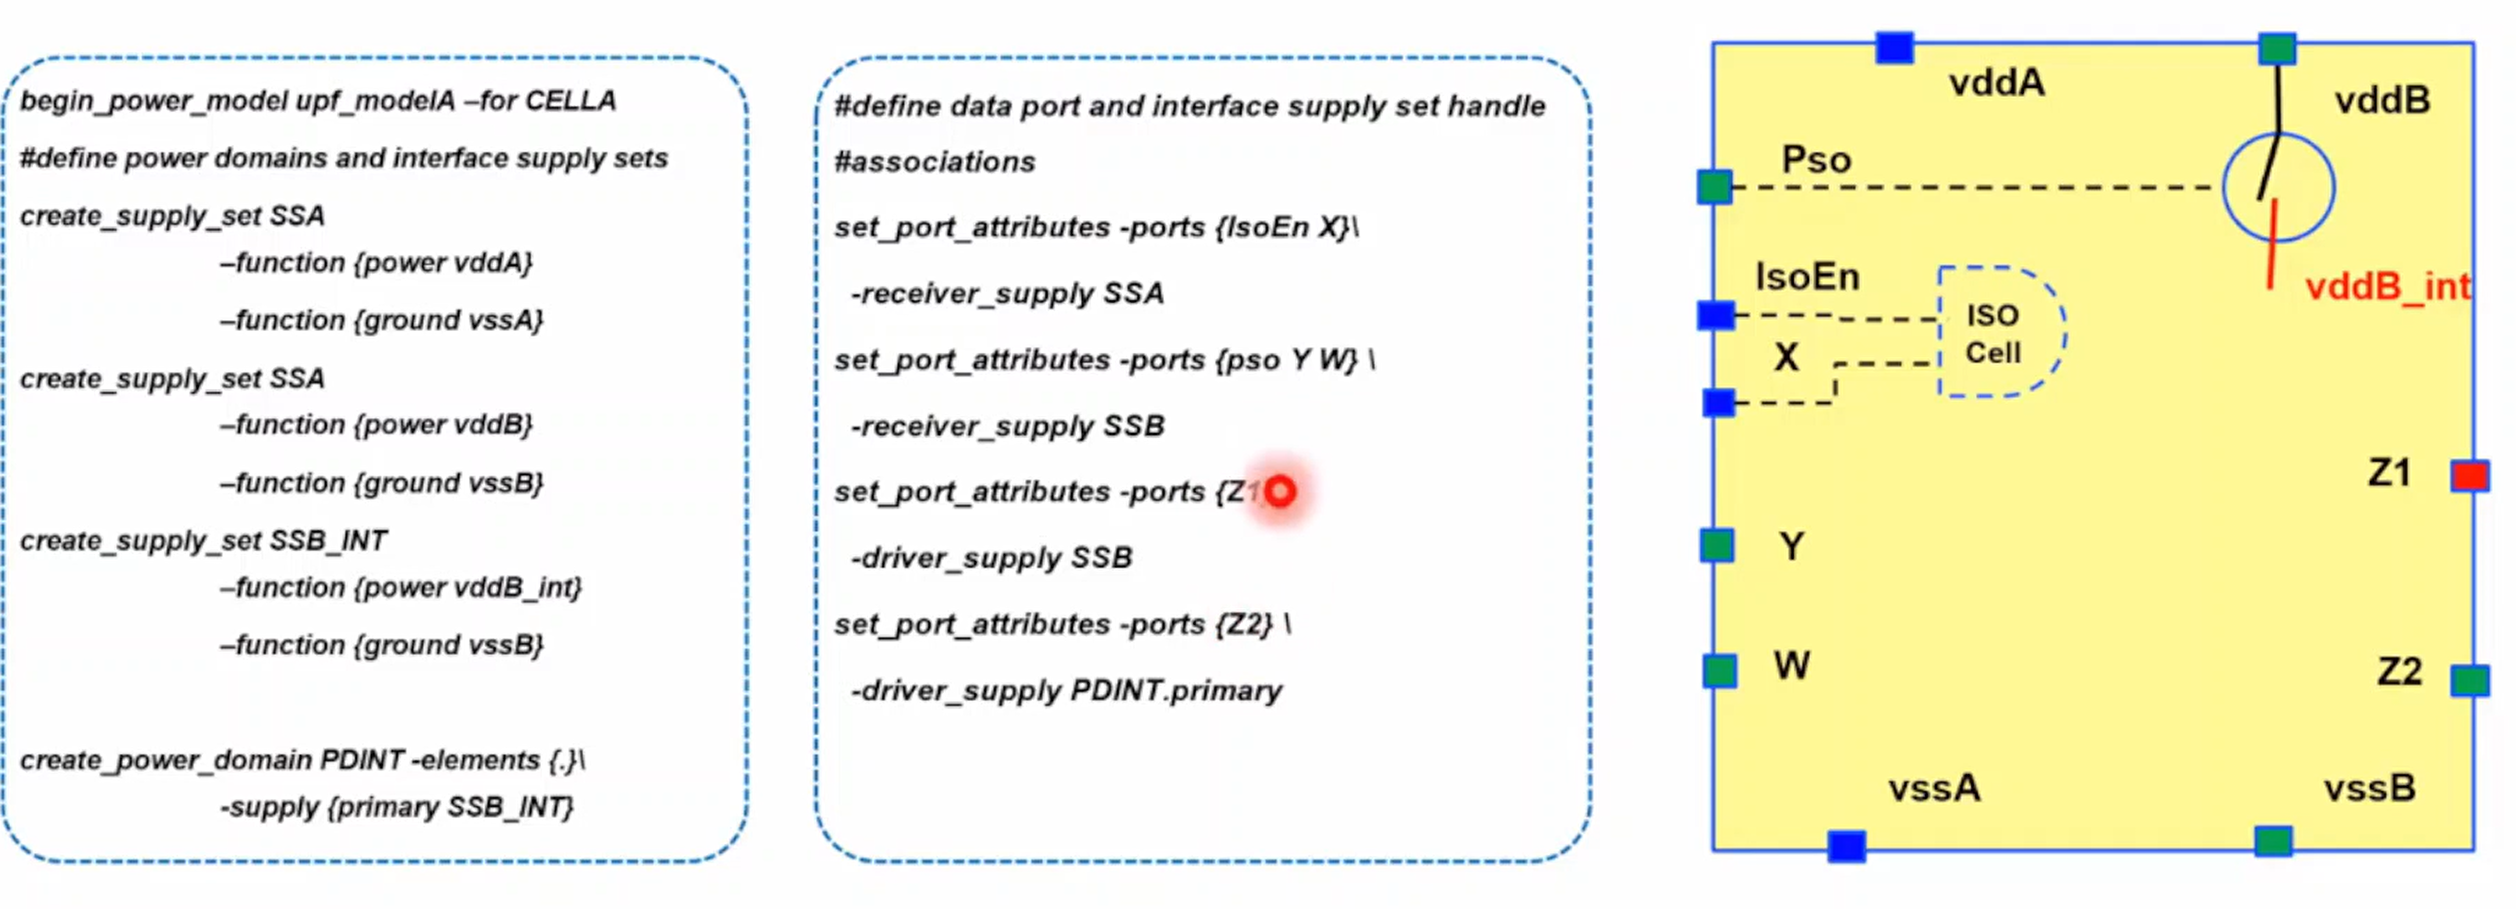 begin_power_model upf_modelA –for CELLA
#define power domains and interface supply sets
create_supply_set SSA
–function {power vddA}
–function {ground vssA}
create_supply_set SSA
–function {power vddB}
–function {ground vssB}
create_supply_set SSB_INT
–function {power vddB_int}
–function {ground vssB}
create_power_domain PDINT -elements {.}\
-supply {primary SSB_INT}
#define data port and interface supply set handle
#associations
set_port_attributes -ports {IsoEn X}\
-receiver_supply SSA
set_port_attributes -ports {pso Y W} \
-receiver_supply SSB
set_port_attributes -ports {Z1
-driver_supply SSB
set_port_attributes -ports {Z2} \
-driver_supply PDINT.primary
vddA
vddB
Pso
vddB_int
IsoEn
ISO
Cell
X
Z1
Y
W
Z2
vssA
vssB